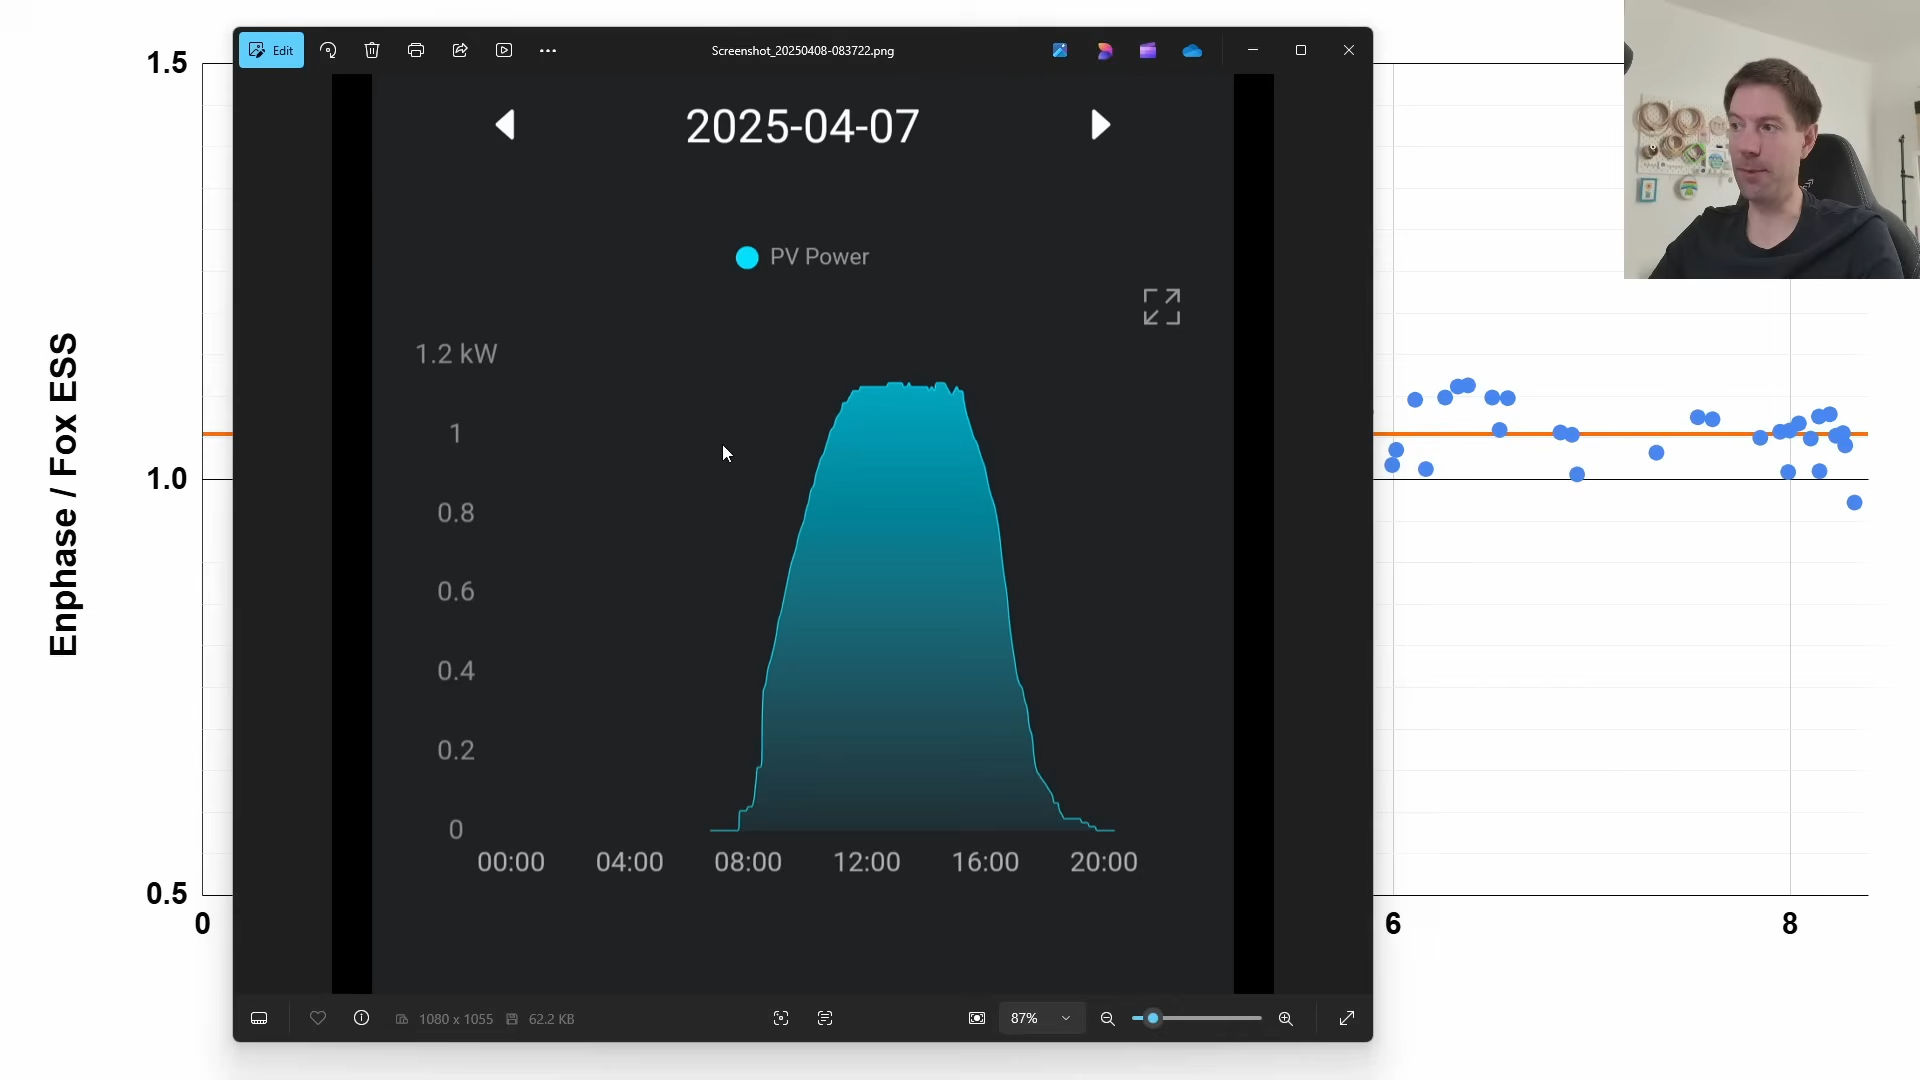 Edit
Screenshot_20250408-083722.png
2025-04-07
PV Power
1.2 kW
1
0.8
0.6
0.4
0.2
0
00:00 04:00 08:00 12:00 16:00 20:00
1080 x 1055
62.2 KB
87%
Enphase / Fox ESS
1.5
1.0
0.5
0 6 8